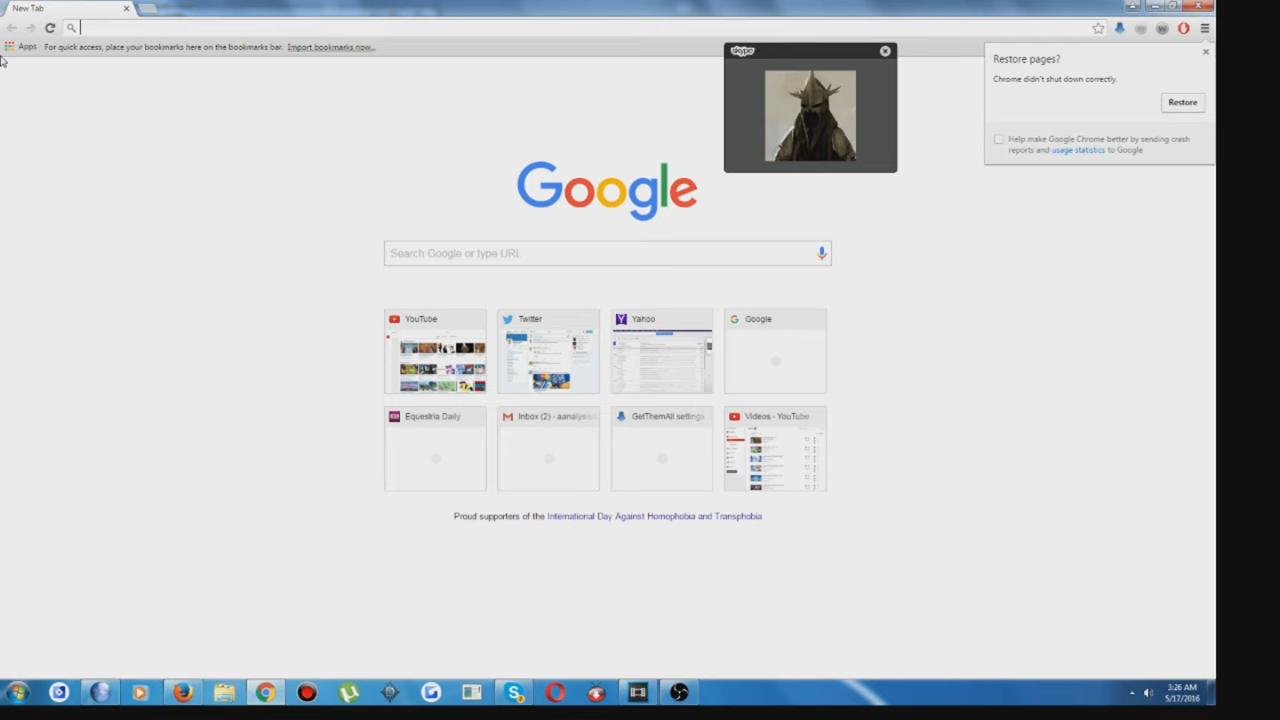 New Tab
Apps
For quick access, place your bookmarks here on the bookmarks bar. Import bookmarks now...
skype
Restore pages?
Chrome didn't shut down correctly.
Restore
Help make Google Chrome better by sending crash
reports and usage statistics to Google
Google
Search Google or type URL
YouTube
Twitter
Yahoo
Google
Equestria Daily
Inbox (2) - aanalysis
GetThemAll settings
Videos - YouTube
Proud supporters of the International Day Against Homophobia and Transphobia
3:26 AM
5/17/2016